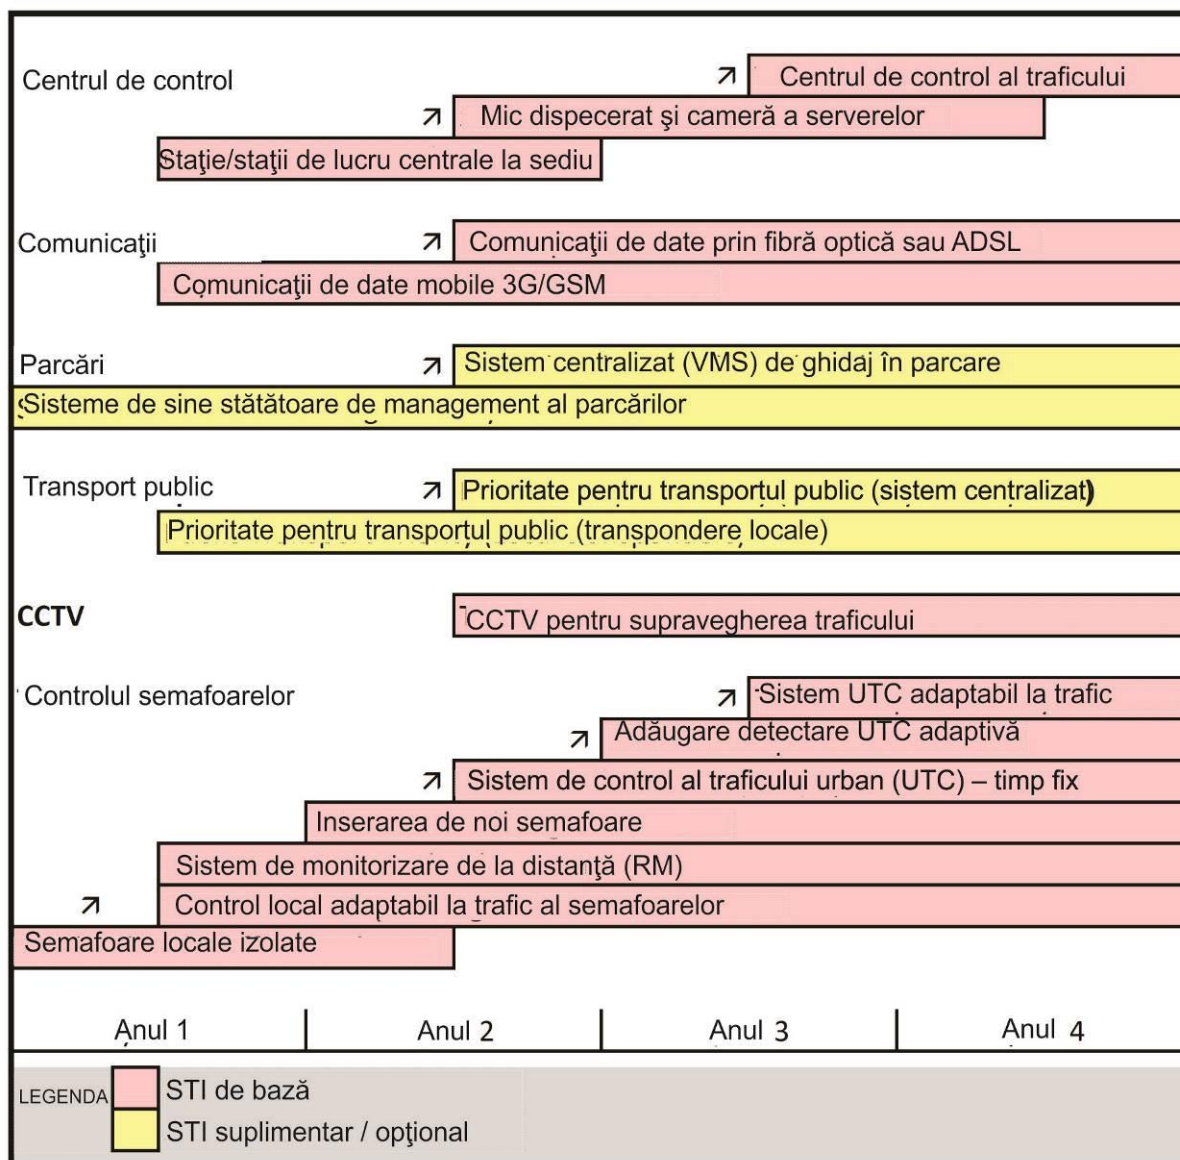 Centrul de control
Centrul de control al traficului
Mic dispecerat şi cameră a serverelor
Staţie/staţii de lucru centrale la sediu
Comunicaţii
Comunicaţii de date prin fibră optică sau ADSL
Comunicaţii de date mobile 3G/GSM
Parcări
Sistem centralizat (VMS) de ghidaj în parcare
Sisteme de sine stătătoare de management al parcărilor
Transport public
Prioritate pentru transportul public (sistem centralizat)
Prioritate pentru transportul public (transpondere locale)
CCTV
CCTV pentru supravegherea traficului
Controlul semafoarelor
Sistem UTC adaptabil la trafic
Adăugare detectare UTC adaptivă
Sistem de control al traficului urban (UTC) – timp fix
Inserarea de noi semafoare
Sistem de monitorizare de la distanţă (RM)
Control local adaptabil la trafic al semafoarelor
Semafoare locale izolate
Anul 1 Anul 2 Anul 3 Anul 4
LEGENDA
STI de bază
STI suplimentar / opţional